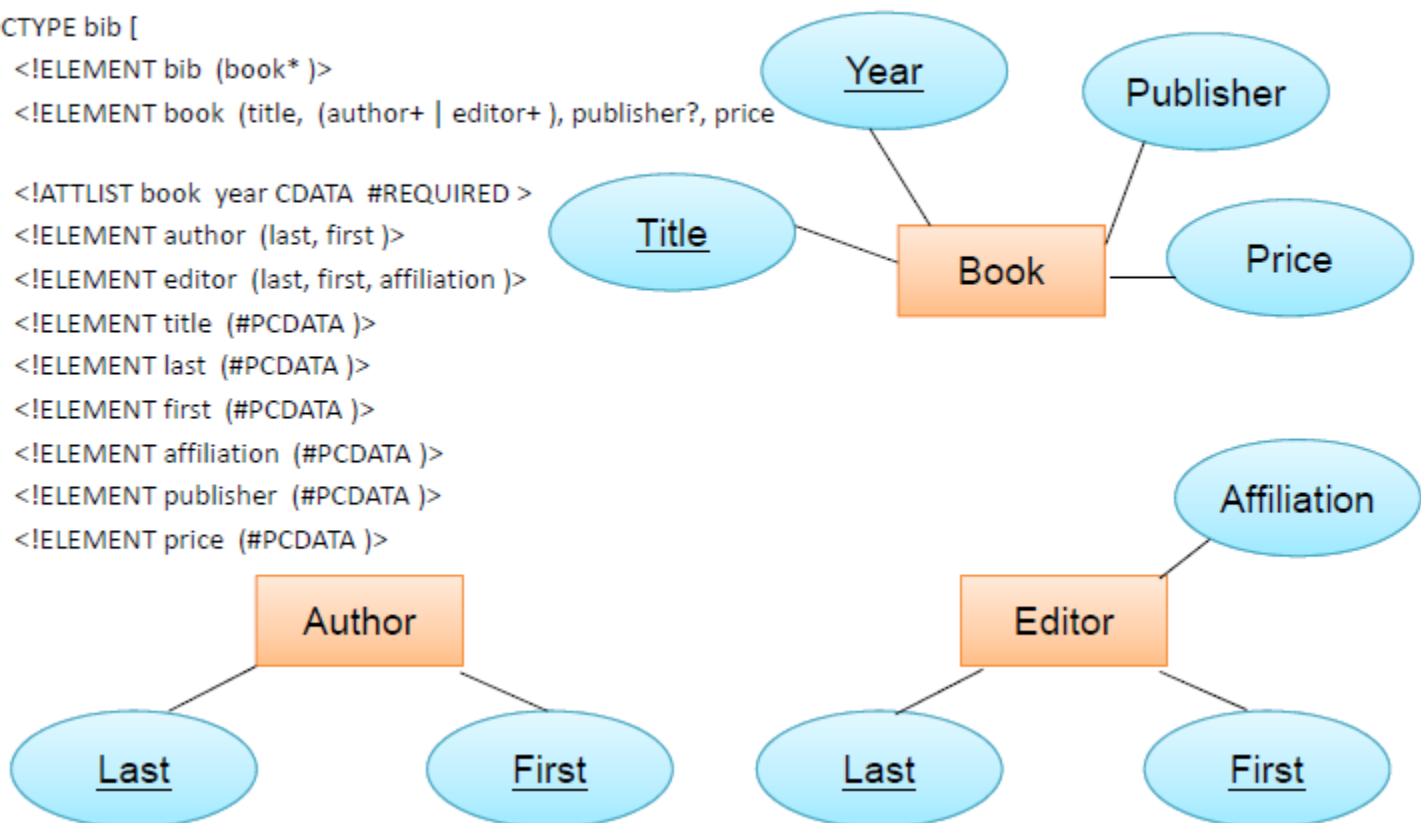 CTYPE bib [
<!ELEMENT bib (book* )>
<!ELEMENT book (title, (author+ | editor+ ), publisher?, price
<!ATTLIST book year CDATA #REQUIRED >
<!ELEMENT author (last, first )>
<!ELEMENT editor (last, first, affiliation )>
<!ELEMENT title (#PCDATA )>
<!ELEMENT last (#PCDATA )>
<!ELEMENT first (#PCDATA )>
<!ELEMENT affiliation (#PCDATA )>
<!ELEMENT publisher (#PCDATA )>
<!ELEMENT price (#PCDATA )>
Year
Publisher
Title
Book
Price
Affiliation
Author
Editor
Last
First
Last
First